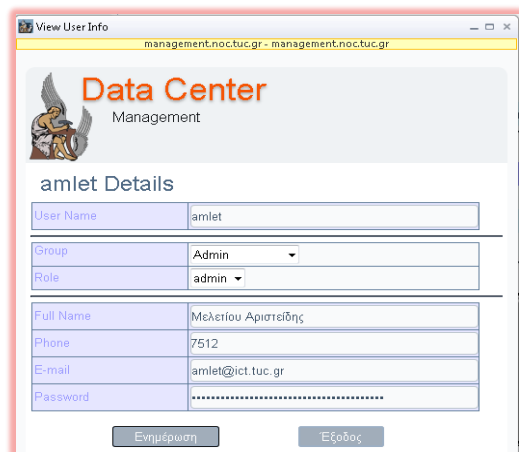 View User Info
management.noc.tuc.gr - management.noc.tuc.gr
Data Center
Management
amlet Details
User Name amlet
Group Admin
Role admin
Full Name Μελετίου Αριστείδης
Phone 7512
E-mail amlet@ict.tuc.gr
Password
Ενημέρωση Έξοδος